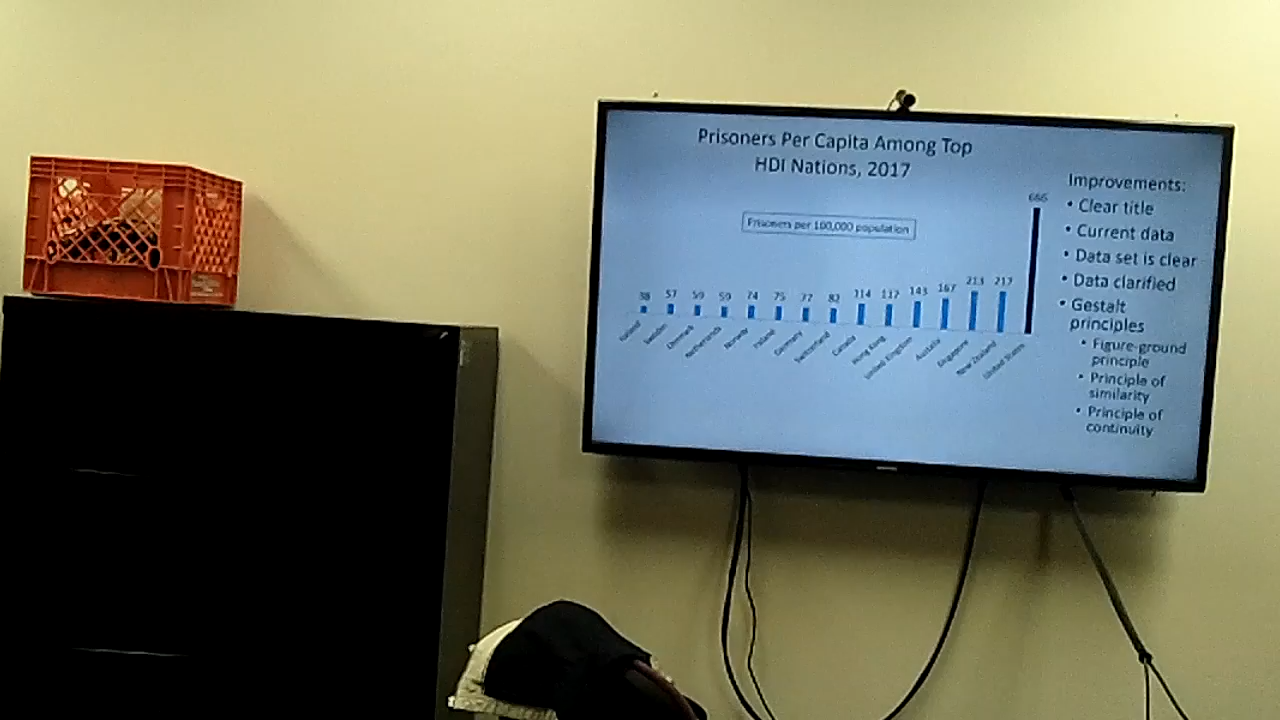 Prisoners Per Capita Among Top
HDI Nations, 2017
Prisoners per 100,000 population
666
38 57 59 59 74 75 77 82 114 117 143 167 213 217
Iceland Sweden Denmark Netherlands Norway Finland Germany Switzerland Canada Hong Kong United Kingdom Australia Singapore New Zealand United States
Improvements:
• Clear title
• Current data
• Data set is clear
• Data clarified
• Gestalt
principles
• Figure-ground
principle
• Principle of
similarity
• Principle of
continuity